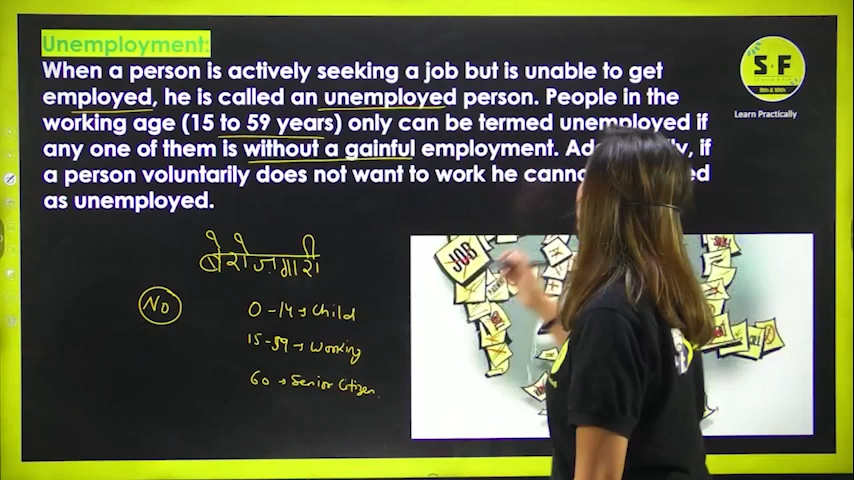 Unemployment:
When a person is actively seeking a job but is unable to get
employed, he is called an unemployed person. People in the
working age (15 to 59 years) only can be termed unemployed if
any one of them is without a gainful employment.
a person voluntarily does not want to work he
as unemployed.
S F
9th & 10th
Learn Practically
बेरोज़गारी
No
0-14 → Child
15-59 → Working
60 → Senior Citizen
JOB